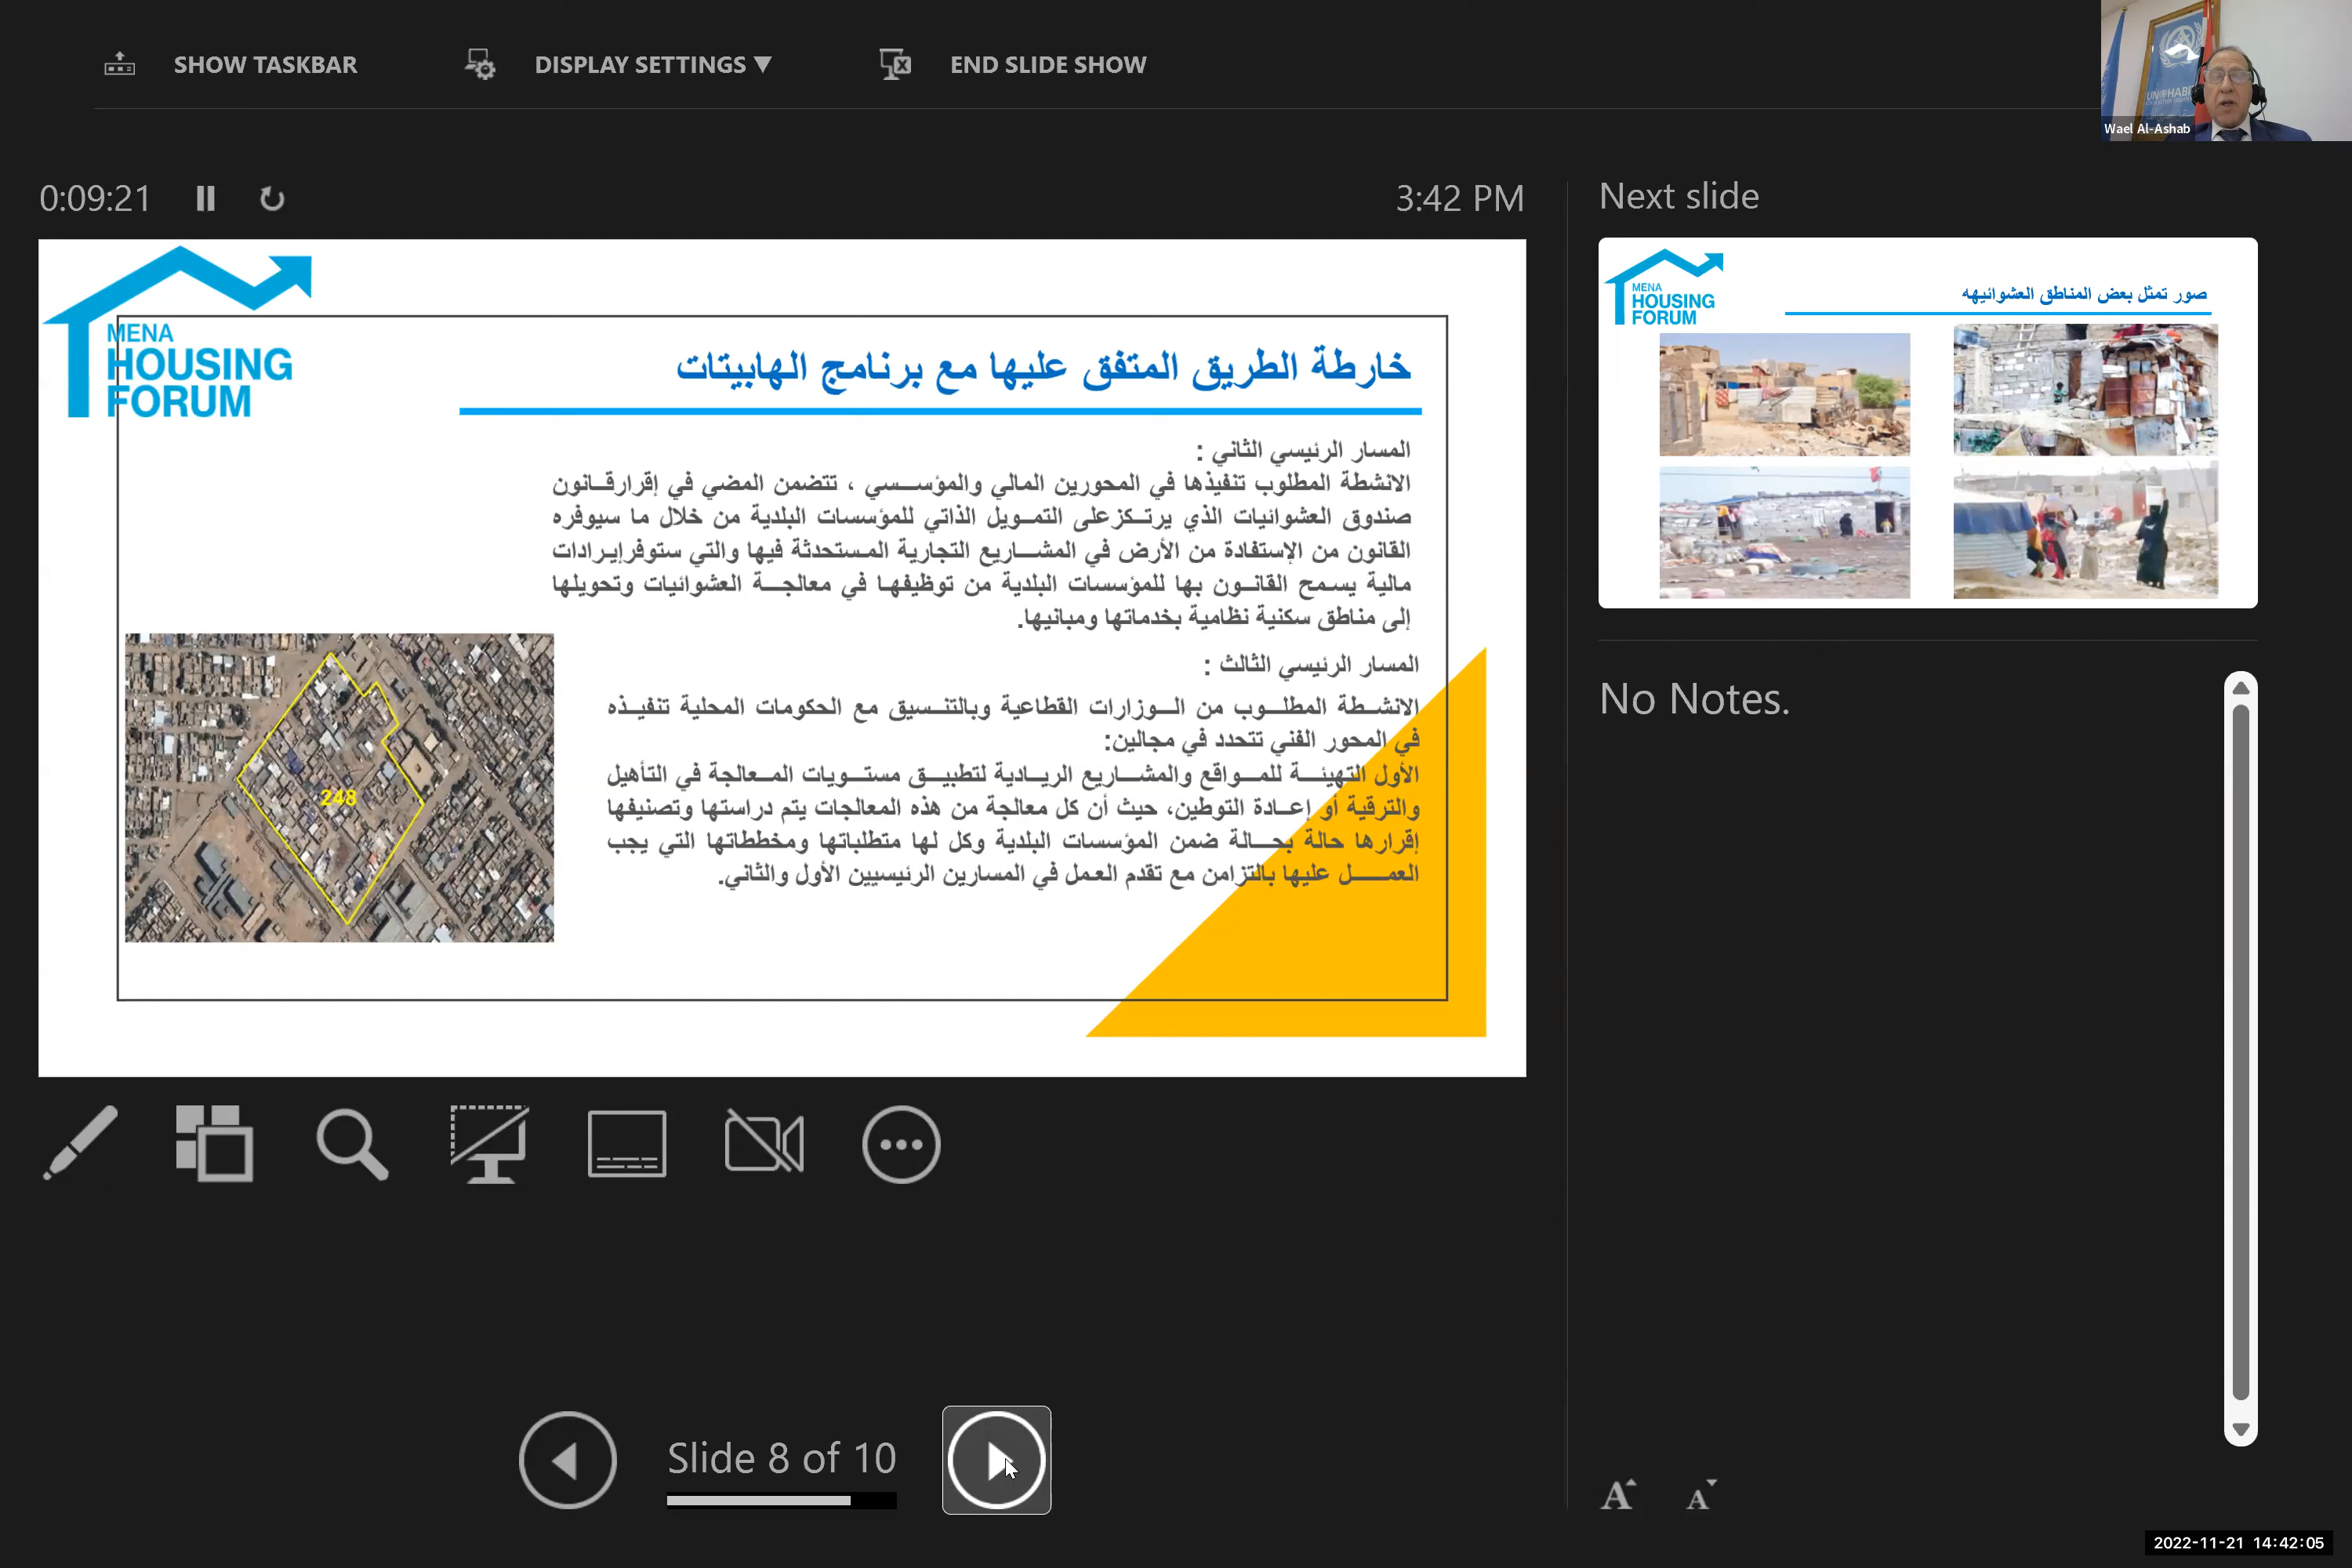 SHOW TASKBAR
DISPLAY SETTINGS ▼
END SLIDE SHOW
Wael Al-Ashab
0:09:21
3:42 PM
Next slide
MENA
HOUSING
FORUM
خارطة الطريق المتفق عليها مع برنامج الهابيتات
المسار الرئيسي الثاني :
الانشطة المطلوب تنفيذها في المحورين المالي والمؤسسي ، تتضمن المضي في إقرارقانون
صندوق العشوائيات الذي يرتكزعلى التمويل الذاتي للمؤسسات البلدية من خلال ما سيوفره
القانون من الإستفادة من الأرض في المشاريع التجارية المستحدثة فيها والتي ستوفرإيرادات
مالية يسمح القانون بها للمؤسسات البلدية من توظيفها في معالجة العشوائيات وتحويلها
إلى مناطق سكنية نظامية بخدماتها ومبانيها.
المسار الرئيسي الثالث :
الانشطة المطلوب من الوزارات القطاعية وبالتنسيق مع الحكومات المحلية تنفيذه
في المحور الفني تتحدد في مجالين:
الأول التهيئة للمواقع والمشاريع الريادية لتطبيق مستويات المعالجة في التأهيل
والترقية أو إعادة التوطين، حيث أن كل معالجة من هذه المعالجات يتم دراستها وتصنيفها
إقرارها حالة بحالة ضمن المؤسسات البلدية وكل لها متطلباتها ومخططاتها التي يجب
العمل عليها بالتزامن مع تقدم العمل في المسارين الرئيسيين الأول والثاني.
248
MENA
HOUSING
FORUM
صور تمثل بعض المناطق العشوائيهه
No Notes.
Slide 8 of 10
2022-11-21 14:42:05